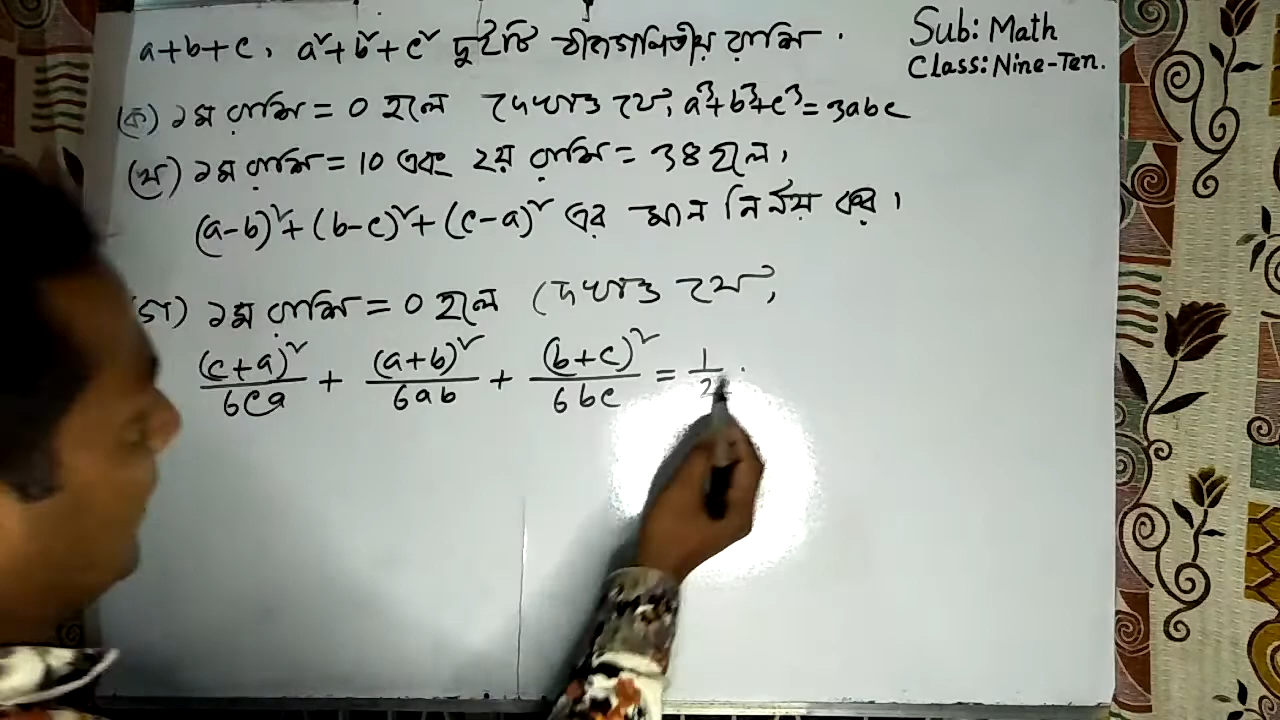 a+b+c, a²+b²+c² দুইটি বীজগণিতীয় রাশি.
Sub: Math
Class: Nine-Ten.
(ক) ১ম রাশি = 0 হলে দেখাও যে, a³+b³+c³=3abc
(খ) ১ম রাশি = 10 এবং ২য় রাশি = 38 হলে,
(a-b)²+(b-c)²+(c-a)² এর মান নির্ণয় কর।
(গ) ১ম রাশি = 0 হলে দেখাও যে,
(c+a)²/6ca + (a+b)²/6ab + (b+c)²/6bc = 1/2.